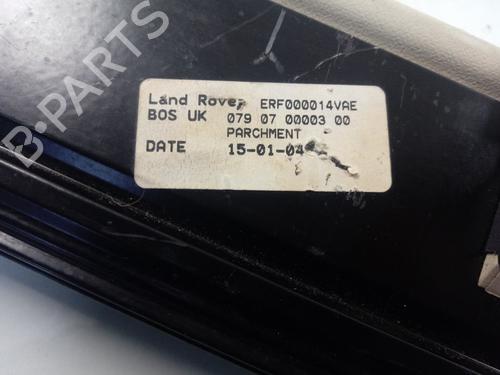 B-PARTS
Land Rover ERF000014VAE
BOS UK 079 07 00003 00
PARCHMENT
DATE 15-01-04